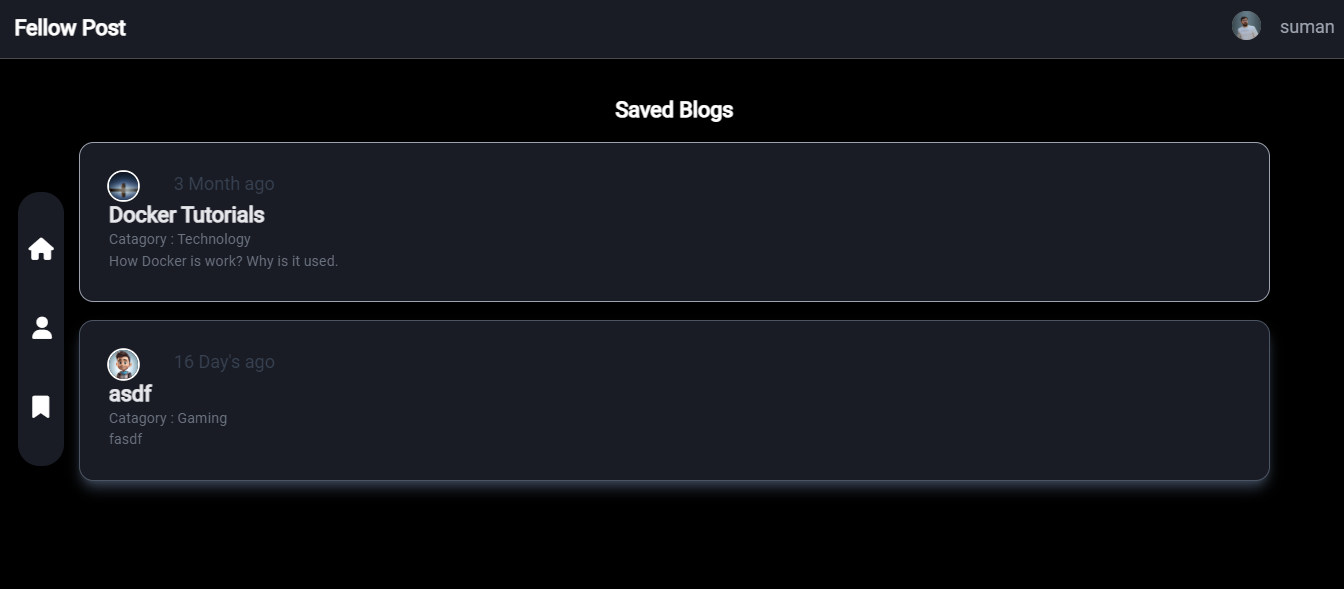 Fellow Post
suman
Saved Blogs
3 Month ago
Docker Tutorials
Catagory : Technology
How Docker is work? Why is it used.
16 Day's ago
asdf
Catagory : Gaming
fasdf